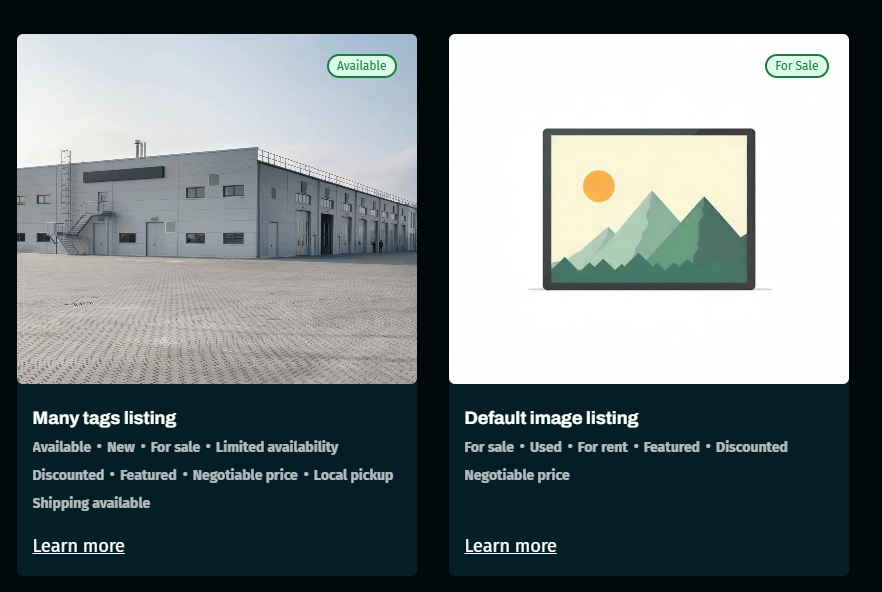 Available
For Sale
Many tags listing
Available • New • For sale • Limited availability
Discounted • Featured • Negotiable price • Local pickup
Shipping available
Learn more
Default image listing
For sale • Used • For rent • Featured • Discounted
Negotiable price
Learn more